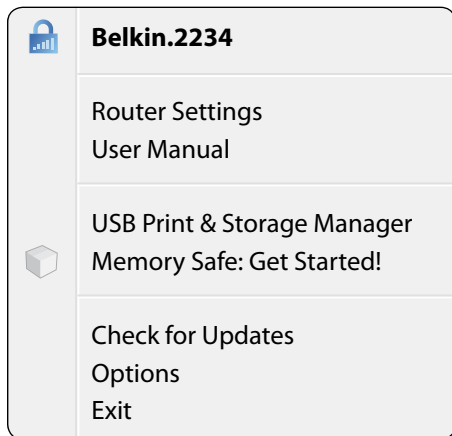 Belkin.2234
Router Settings
User Manual
USB Print & Storage Manager
Memory Safe: Get Started!
Check for Updates
Options
Exit